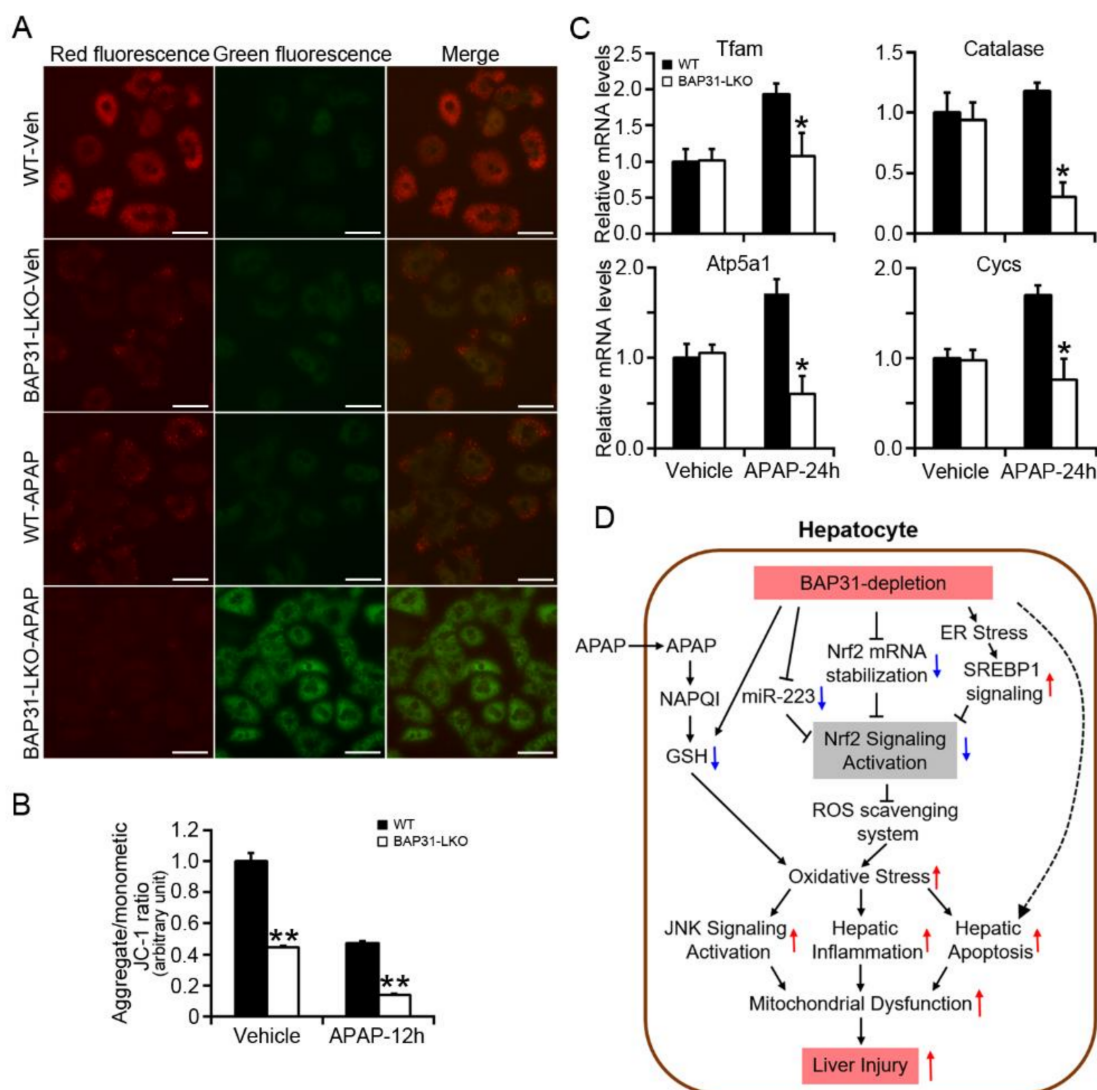 A
Red fluorescence Green fluorescence Merge
WT-Veh
BAP31-LKO-Veh
WT-APAP
BAP31-LKO-APAP
B
Aggregate/monometic
JC-1 ratio
(arbitrary unit)
WT
BAP31-LKO
1.2
1.0
0.8
0.6
0.4
0.2
0
**
**
Vehicle APAP-12h
C
Tfam
WT
BAP31-LKO
Relative mRNA levels
2.5
2.0
1.5
1.0
0.5
0.0
*
Catalase
1.5
1.0
0.5
0.0
*
Atp5a1
Relative mRNA levels
2.0
1.0
0.0
*
Vehicle APAP-24h
Cycs
2.0
1.0
0.0
*
Vehicle APAP-24h
D
Hepatocyte
BAP31-depletion
APAP
APAP
NAPQI
GSH
miR-223
Nrf2 mRNA
stabilization
ER Stress
SREBP1
signaling
Nrf2 Signaling
Activation
ROS scavenging
system
Oxidative Stress
JNK Signaling
Activation
Hepatic
Inflammation
Hepatic
Apoptosis
Mitochondrial Dysfunction
Liver Injury